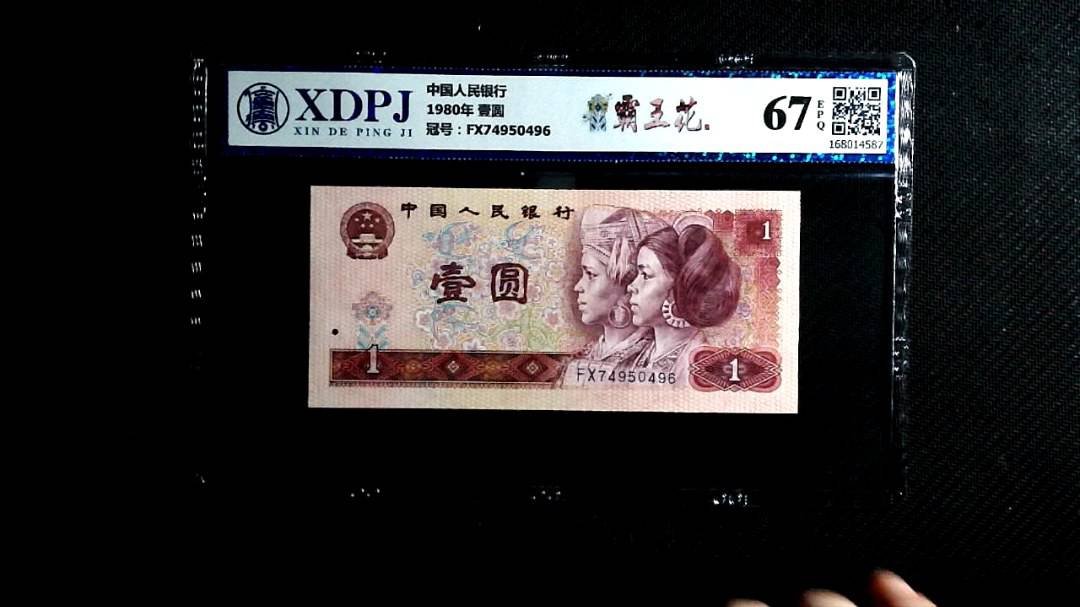 XDPJ
XIN DE PING JI
中国人民银行
1980年 壹圆
冠号：FX74950496
霸王花
67
EPQ
168014587
中国人民银行
1
壹圆
1
FX74950496
1